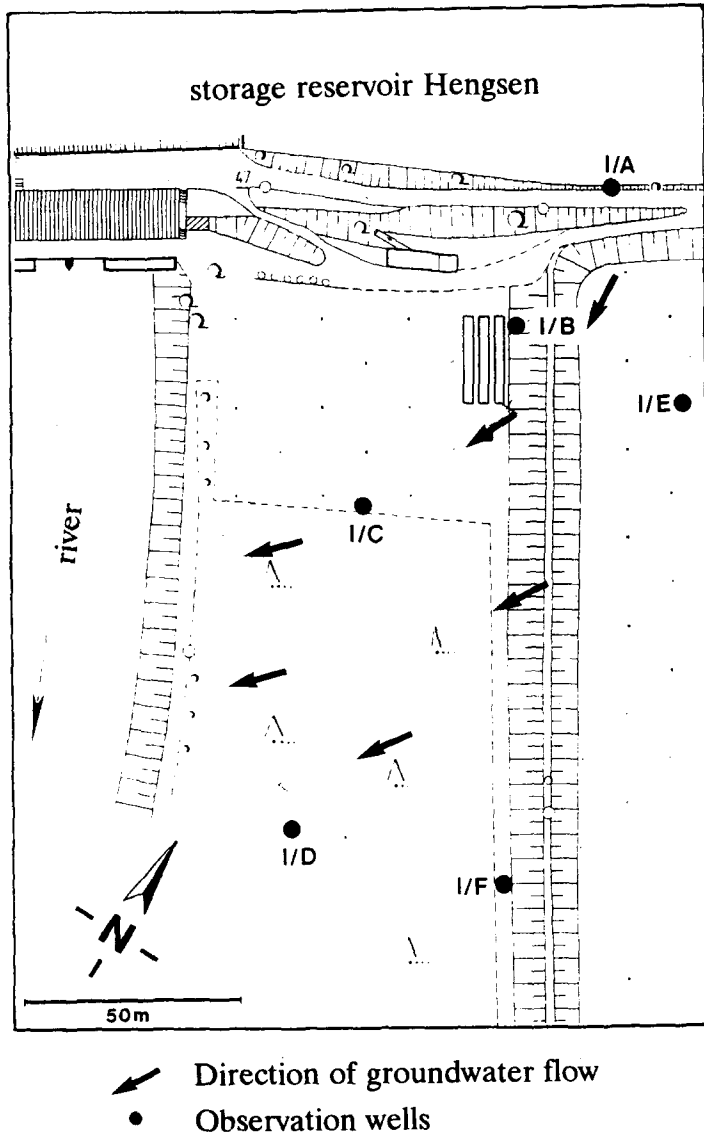 storage reservoir Hengsen
I/A
47
I/B
I/E
I/C
river
I/D
I/F
N
50m
Direction of groundwater flow
Observation wells